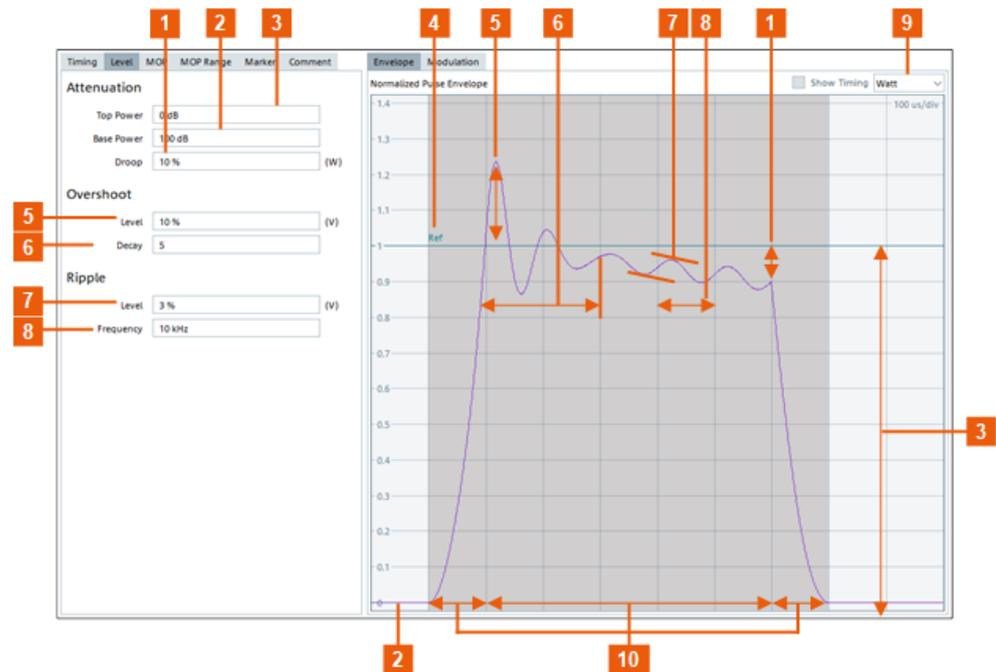 1 2 3 4 5 6 7 8 1 9
Timing Level MOP MOP Range Marker Comment
Attenuation
Top Power 0 dB
Base Power 100 dB
Droop 10 % (W)
Overshoot
5 Level 10 % (V)
6 Decay 5
Ripple
7 Level 3 % (V)
8 Frequency 10 kHz
Envelope Modulation
Normalized Pulse Envelope Show Timing Watt
100 us/div
1.4
1.3
1.2
1.1
Ref
1
0.9
0.8
0.7
0.6
0.5
0.4
0.3
0.2
0.1
0
3
2 10